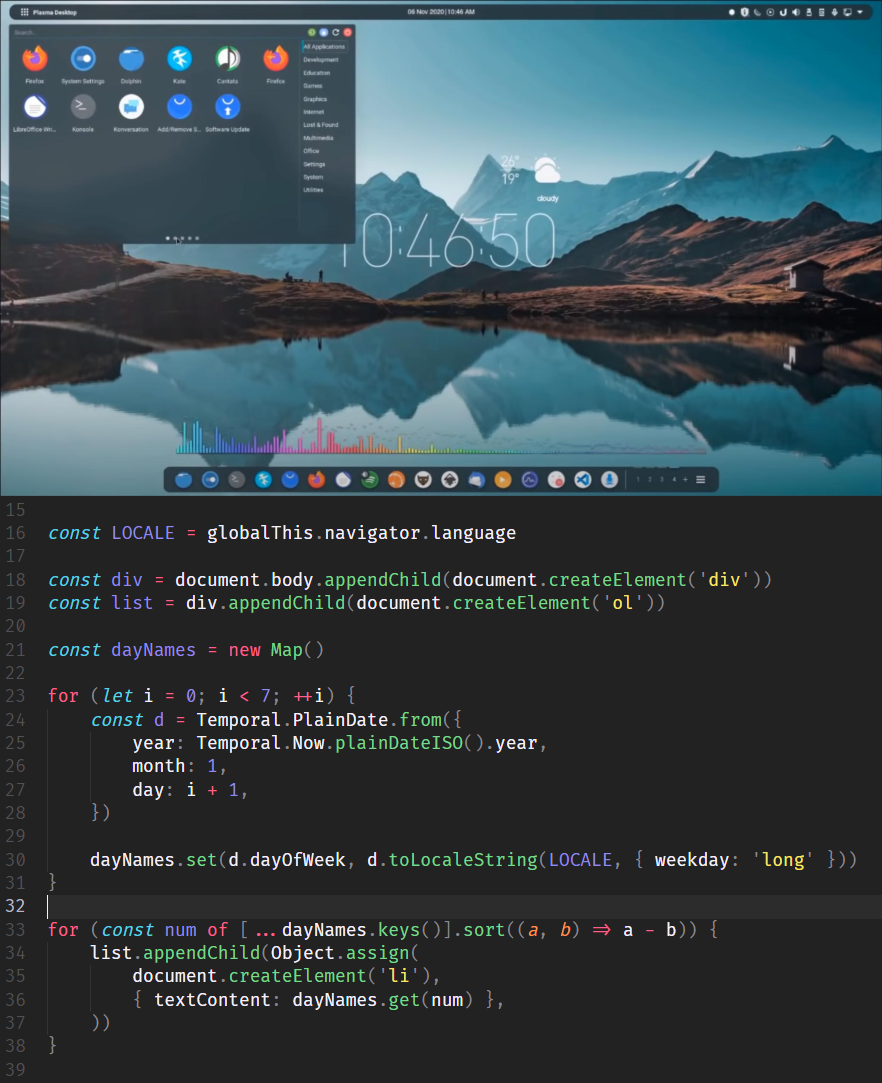 Plasma Desktop
06 Nov 2020 | 10:46 AM
Search...
All Applications
Development
Education
Games
Graphics
Internet
Lost & Found
Multimedia
Office
Settings
System
Utilities
Firefox System Settings Dolphin Kate Cantata Firefox
LibreOffice Wri... Konsole Konversation Add/Remove S... Software Update
26°
19°
cloudy
10:46:50
1 2 3 4 +
15
16 const LOCALE = globalThis.navigator.language
17
18 const div = document.body.appendChild(document.createElement('div'))
19 const list = div.appendChild(document.createElement('ol'))
20
21 const dayNames = new Map()
22
23 for (let i = 0; i < 7; ++i) {
24 const d = Temporal.PlainDate.from({
25 year: Temporal.Now.plainDateISO().year,
26 month: 1,
27 day: i + 1,
28 })
29
30 dayNames.set(d.dayOfWeek, d.toLocaleString(LOCALE, { weekday: 'long' }))
31 }
32
33 for (const num of [...dayNames.keys()].sort((a, b) => a - b)) {
34 list.appendChild(Object.assign(
35 document.createElement('li'),
36 { textContent: dayNames.get(num) },
37 ))
38 }
39